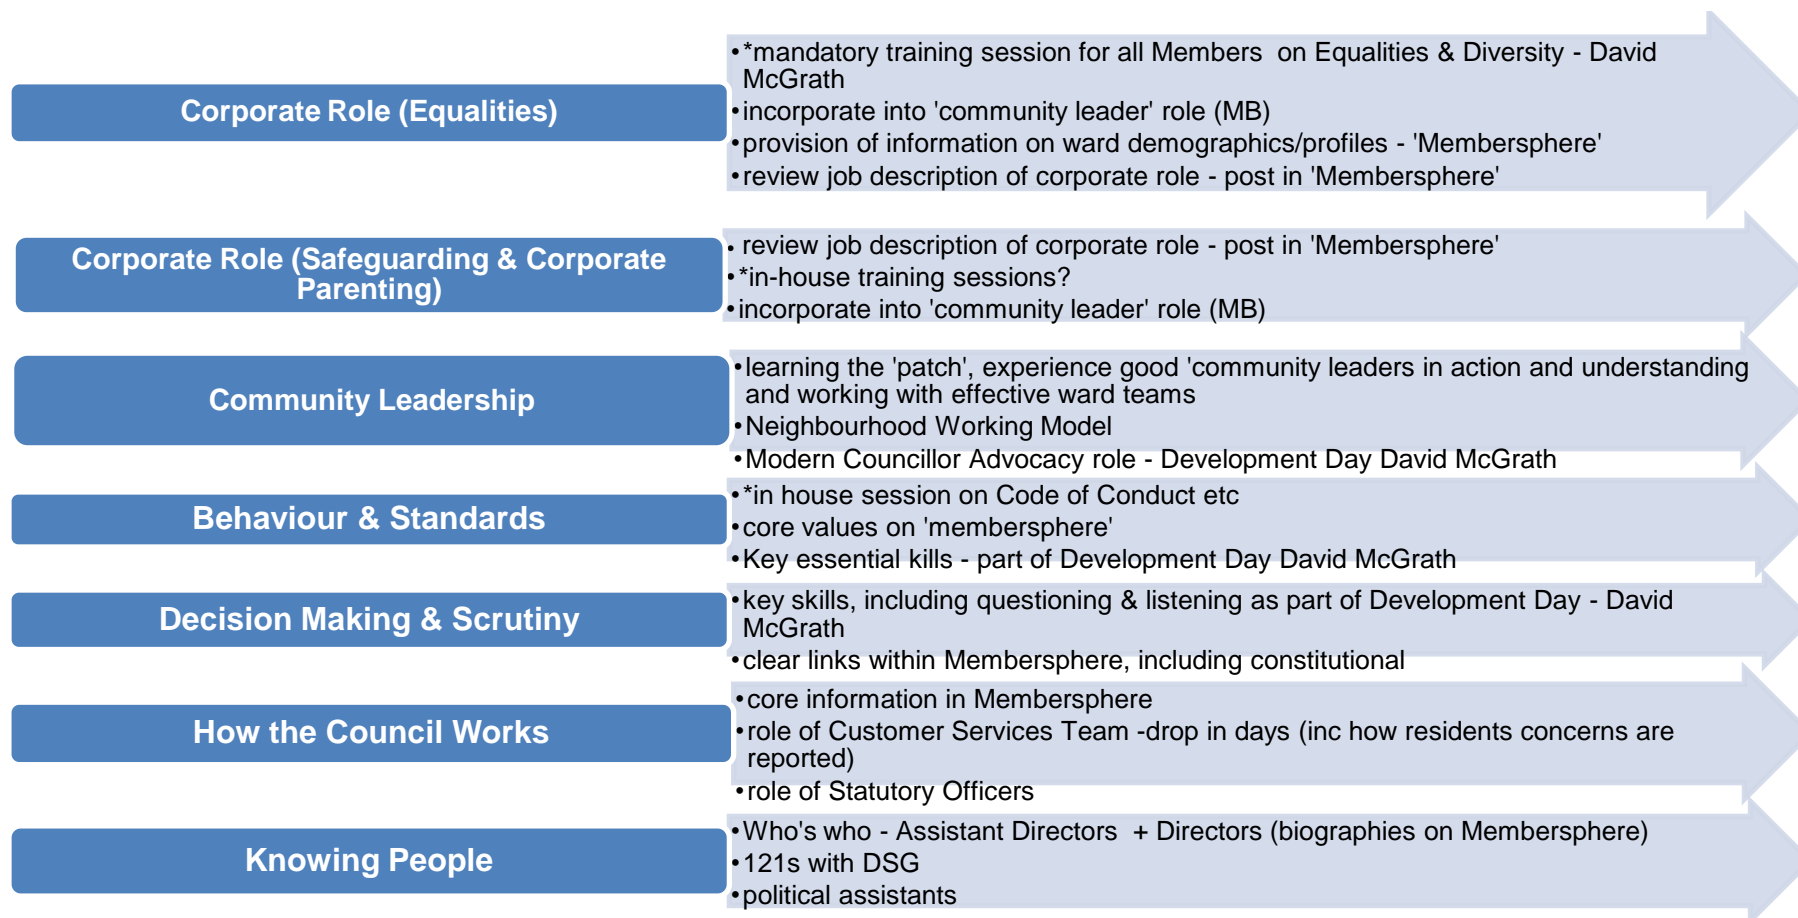 Corporate Role (Equalities)
•*mandatory training session for all Members on Equalities & Diversity - David
McGrath
•incorporate into 'community leader' role (MB)
•provision of information on ward demographics/profiles - 'Membersphere'
•review job description of corporate role - post in 'Membersphere'
Corporate Role (Safeguarding & Corporate
Parenting)
• review job description of corporate role - post in 'Membersphere'
•*in-house training sessions?
•incorporate into 'community leader' role (MB)
Community Leadership
•learning the 'patch', experience good 'community leaders in action and understanding
and working with effective ward teams
•Neighbourhood Working Model
•Modern Councillor Advocacy role - Development Day David McGrath
Behaviour & Standards
•*in house session on Code of Conduct etc
•core values on 'membersphere'
•Key essential kills - part of Development Day David McGrath
Decision Making & Scrutiny
•key skills, including questioning & listening as part of Development Day - David
McGrath
•clear links within Membersphere, including constitutional
How the Council Works
•core information in Membersphere
•role of Customer Services Team -drop in days (inc how residents concerns are
reported)
•role of Statutory Officers
Knowing People
•Who's who - Assistant Directors + Directors (biographies on Membersphere)
•121s with DSG
•political assistants